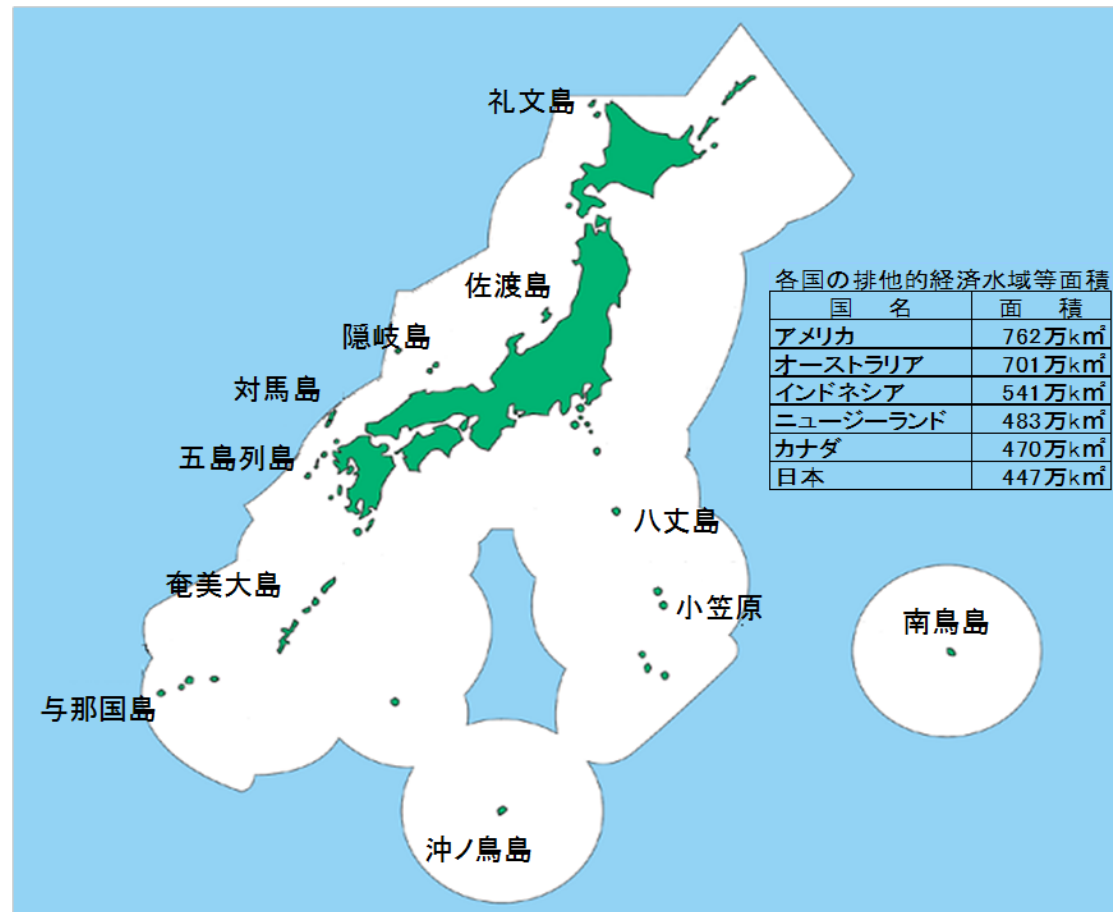 礼文島
佐渡島
隠岐島
対馬島
五島列島
八丈島
奄美大島
小笠原
南鳥島
与那国島
沖ノ鳥島
各国の排他的経済水域等面積
国 名 面 積
アメリカ 762万k㎡
オーストラリア 701万k㎡
インドネシア 541万k㎡
ニュージーランド 483万k㎡
カナダ 470万k㎡
日本 447万k㎡